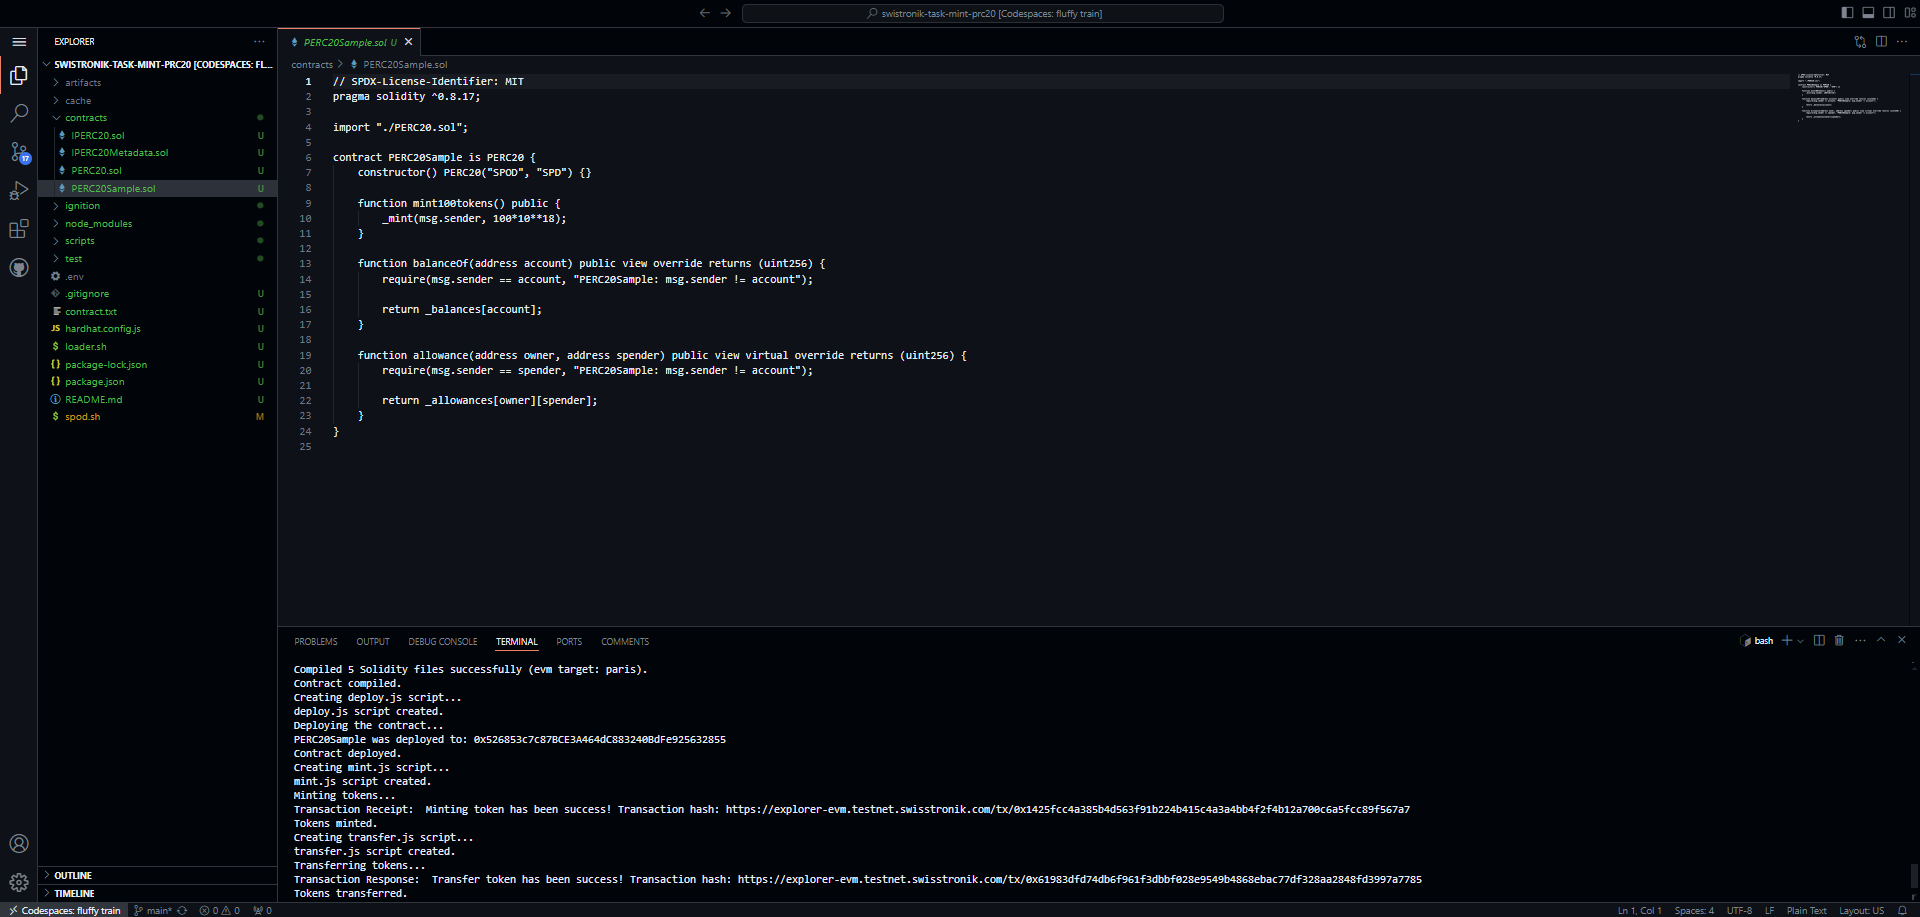 swistronik-task-mint-prc20 [Codespaces: fluffy train]
EXPLORER
SWISTRONIK-TASK-MINT-PRC20 [CODESPACES: FL...
artifacts
cache
contracts
IPERC20.sol U
IPERC20Metadata.sol U
PERC20.sol U
PERC20Sample.sol U
ignition
node_modules
scripts
test
.env
.gitignore U
contract.txt U
JS hardhat.config.js U
$ loader.sh U
{} package-lock.json U
{} package.json U
README.md U
$ spod.sh M
17
OUTLINE
TIMELINE
PERC20Sample.sol U
contracts > PERC20Sample.sol
1 // SPDX-License-Identifier: MIT
2 pragma solidity ^0.8.17;
3
4 import "./PERC20.sol";
5
6 contract PERC20Sample is PERC20 {
7 constructor() PERC20("SPOD", "SPD") {}
8
9 function mint100tokens() public {
10 _mint(msg.sender, 100*10**18);
11 }
12
13 function balanceOf(address account) public view override returns (uint256) {
14 require(msg.sender == account, "PERC20Sample: msg.sender != account");
15
16 return _balances[account];
17 }
18
19 function allowance(address owner, address spender) public view virtual override returns (uint256) {
20 require(msg.sender == spender, "PERC20Sample: msg.sender != account");
21
22 return _allowances[owner][spender];
23 }
24 }
25
PROBLEMS OUTPUT DEBUG CONSOLE TERMINAL PORTS COMMENTS
bash
Compiled 5 Solidity files successfully (evm target: paris).
Contract compiled.
Creating deploy.js script...
deploy.js script created.
Deploying the contract...
PERC20Sample was deployed to: 0x526853c7c87BCE3A464dC883240BdFe925632855
Contract deployed.
Creating mint.js script...
mint.js script created.
Minting tokens...
Transaction Receipt:  Minting token has been success! Transaction hash: https://explorer-evm.testnet.swisstronik.com/tx/0x1425fcc4a385b4d563f91b224b415c4a3a4bb4f2f4b12a700c6a5fcc89f567a7
Tokens minted.
Creating transfer.js script...
transfer.js script created.
Transferring tokens...
Transaction Response:  Transfer token has been success! Transaction hash: https://explorer-evm.testnet.swisstronik.com/tx/0x61983dfd74db6f961f3dbbf028e9549b4868ebac77df328aa2848fd3997a7785
Tokens transferred.
Codespaces: fluffy train main* 0 0 0
Ln 1, Col 1 Spaces: 4 UTF-8 LF Plain Text Layout: US